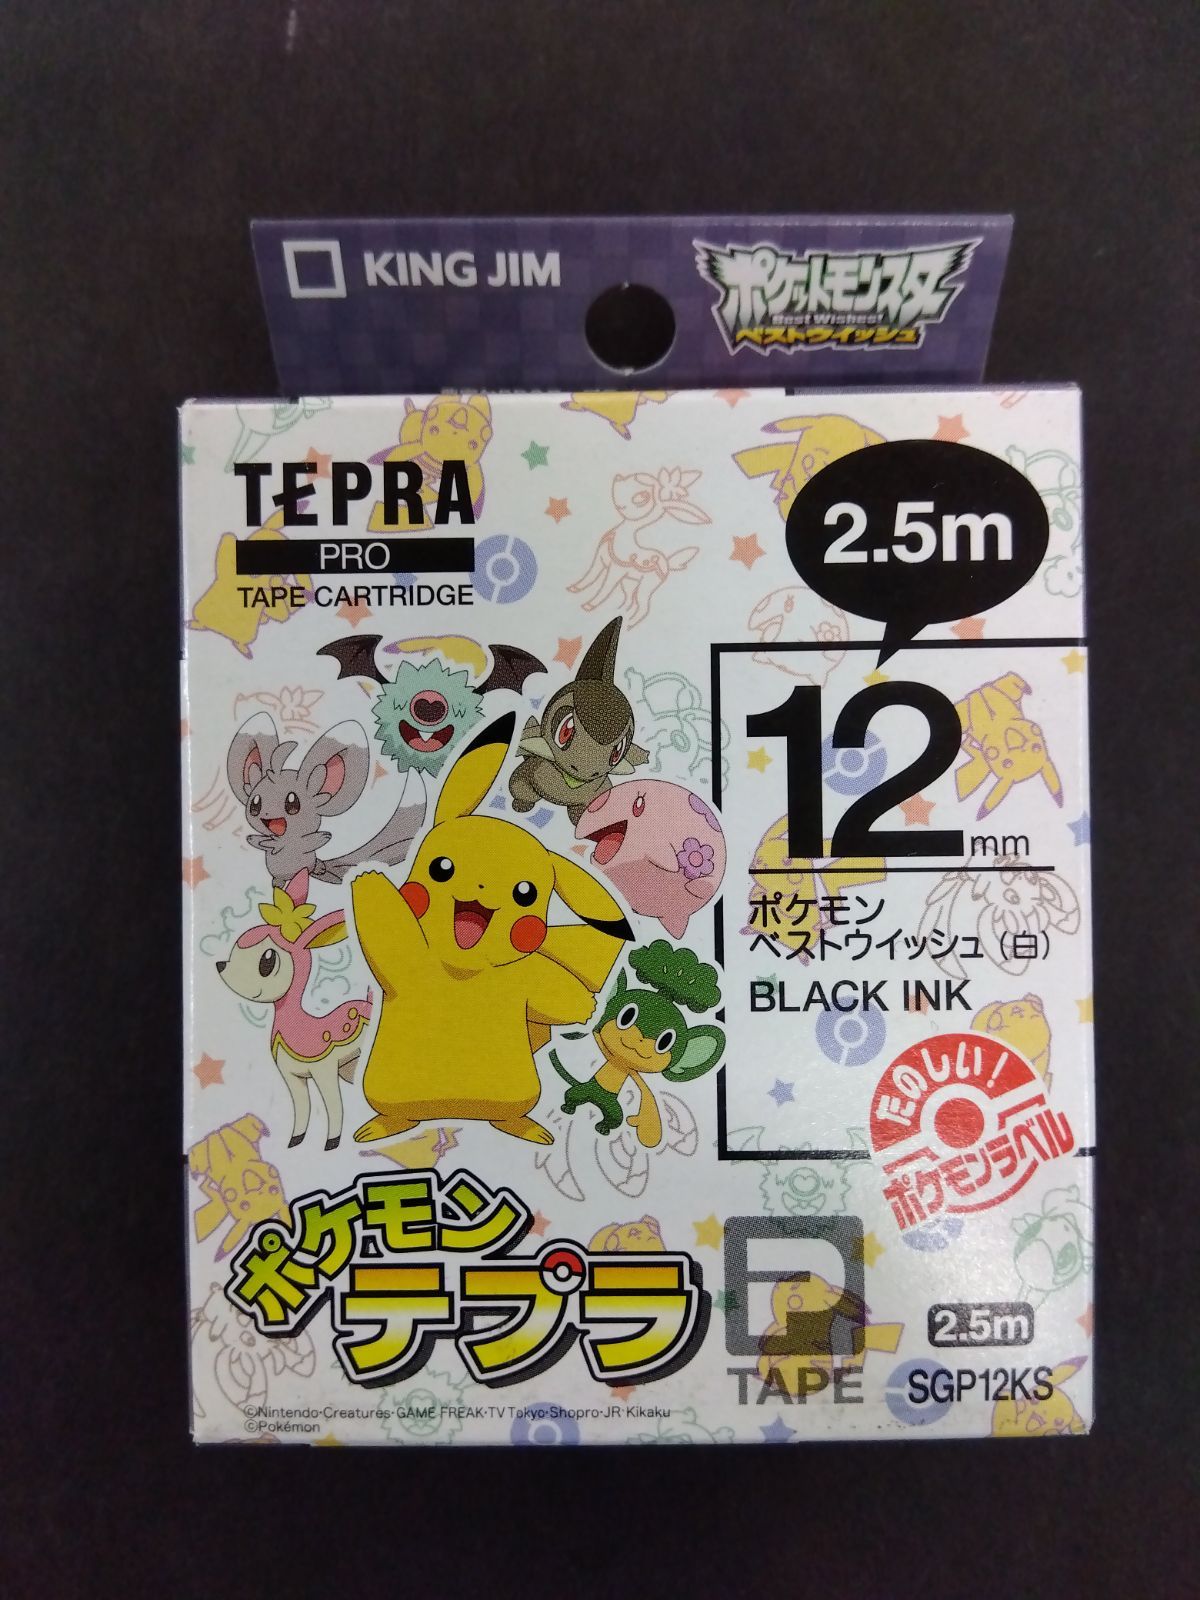 KING JIM
ポケットモンスター
Best Wishes!
ベストウイッシュ
TEPRA
PRO
TAPE CARTRIDGE
2.5m
12mm
ポケモン
ベストウイッシュ(白)
BLACK INK
たのしい!
ポケモンラベル
ポケモン
テプラ
TAPE
2.5m
SGP12KS
©Nintendo・Creatures・GAME FREAK・TV Tokyo・Shopro・JR Kikaku
©Pokémon